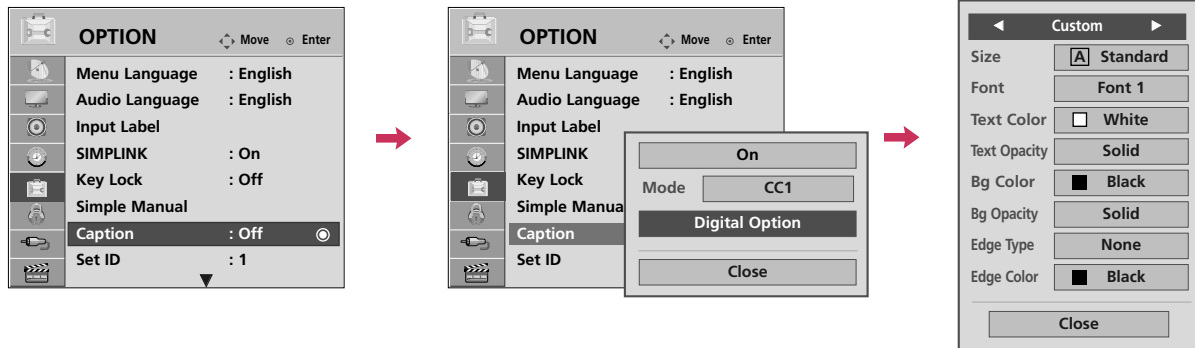 OPTION Move Enter
Menu Language : English
Audio Language : English
Input Label
SIMPLINK : On
Key Lock : Off
Simple Manual
Caption : Off
Set ID : 1
OPTION Move Enter
Menu Language : English
Audio Language : English
Input Label
SIMPLINK
Key Lock
Simple Manua
Caption
Set ID
On
Mode CC1
Digital Option
Close
Custom
Size A Standard
Font Font 1
Text Color White
Text Opacity Solid
Bg Color Black
Bg Opacity Solid
Edge Type None
Edge Color Black
Close